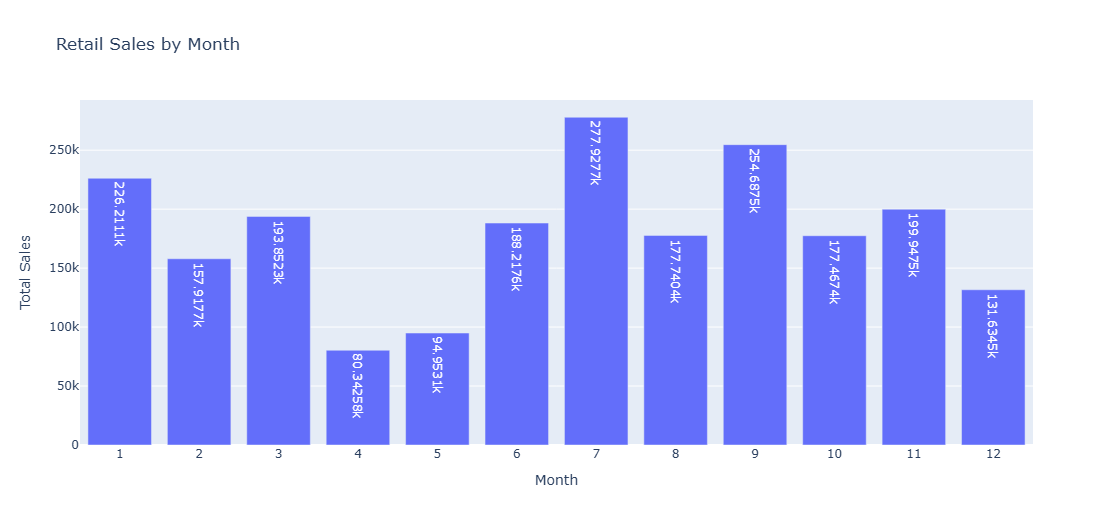 Retail Sales by Month
Total Sales
250k
200k
150k
100k
50k
0
226.2111k
157.9177k
193.8523k
80.34258k
94.9531k
188.2176k
277.9277k
177.7404k
254.6875k
177.4674k
199.9475k
131.6345k
1 2 3 4 5 6 7 8 9 10 11 12
Month